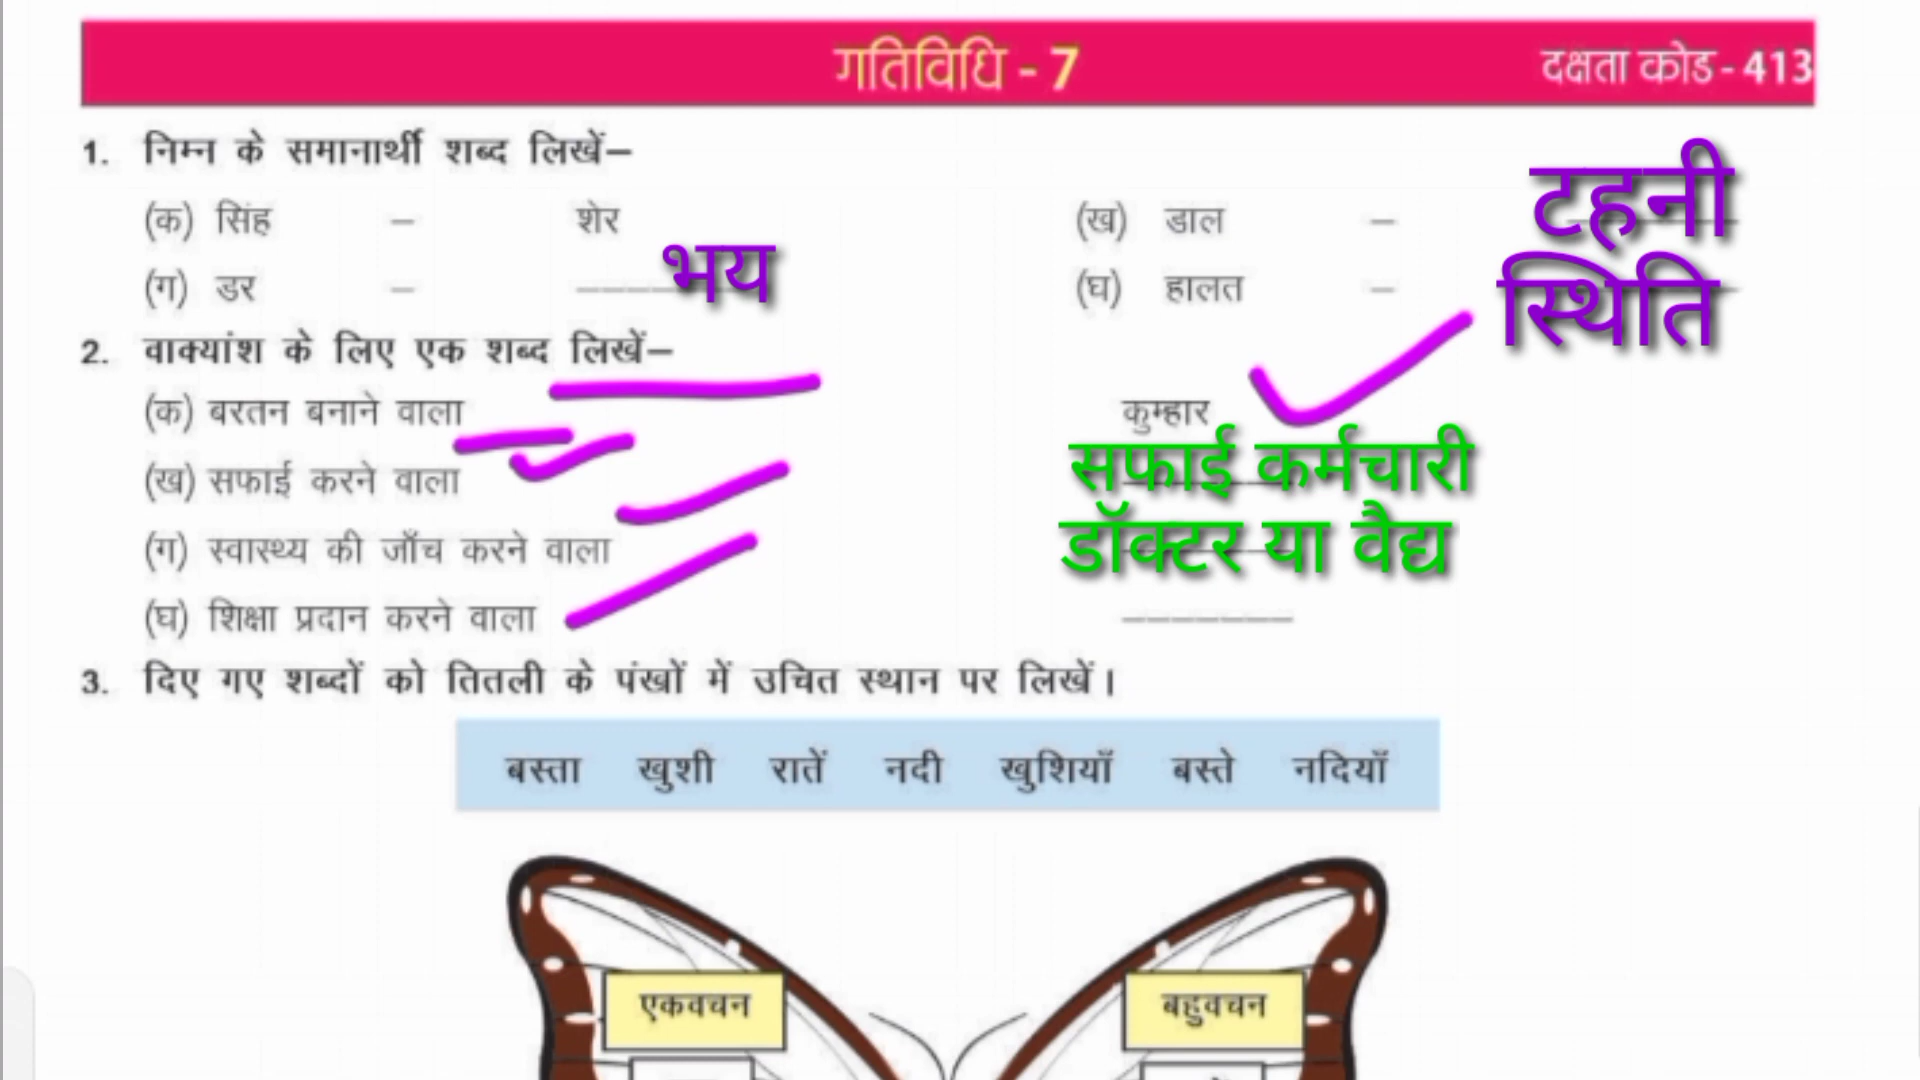 गतिविधि - 7
दक्षता कोड - 413
1. निम्न के समानार्थी शब्द लिखें–
(क) सिंह – शेर (ख) डाल – टहनी
(ग) डर – भय (घ) हालत – स्थिति
2. वाक्यांश के लिए एक शब्द लिखें–
(क) बरतन बनाने वाला कुम्हार
(ख) सफाई करने वाला सफाई कर्मचारी
(ग) स्वास्थ्य की जाँच करने वाला डॉक्टर या वैद्य
(घ) शिक्षा प्रदान करने वाला
3. दिए गए शब्दों को तितली के पंखों में उचित स्थान पर लिखें।
बस्ता खुशी रातें नदी खुशियाँ बस्ते नदियाँ
एकवचन बहुवचन